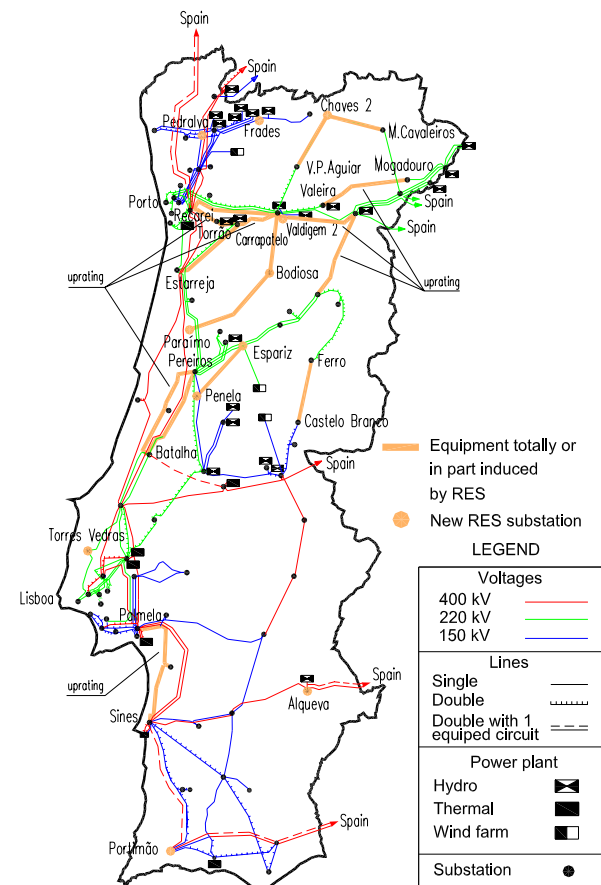 Spain
Spain
Pedralva
Frades
Chaves 2
M.Cavaleiros
V.P.Aguiar
Mogadouro
Valeira
Porto
Recarei
Torrão
Carrapatelo
Valdigem 2
Spain
Spain
uprating
Estarreja
Bodiosa
uprating
Paraímo
Pereiros
Espariz
Ferro
Penela
Castelo Branco
Batalha
Spain
Equipment totally or
in part induced
by RES
New RES substation
Torres Vedras
Lisboa
Palmela
uprating
Sines
Alqueva
Spain
Portimão
Spain
LEGEND
Voltages
400 kV
220 kV
150 kV
Lines
Single
Double
Double with 1
equiped circuit
Power plant
Hydro
Thermal
Wind farm
Substation